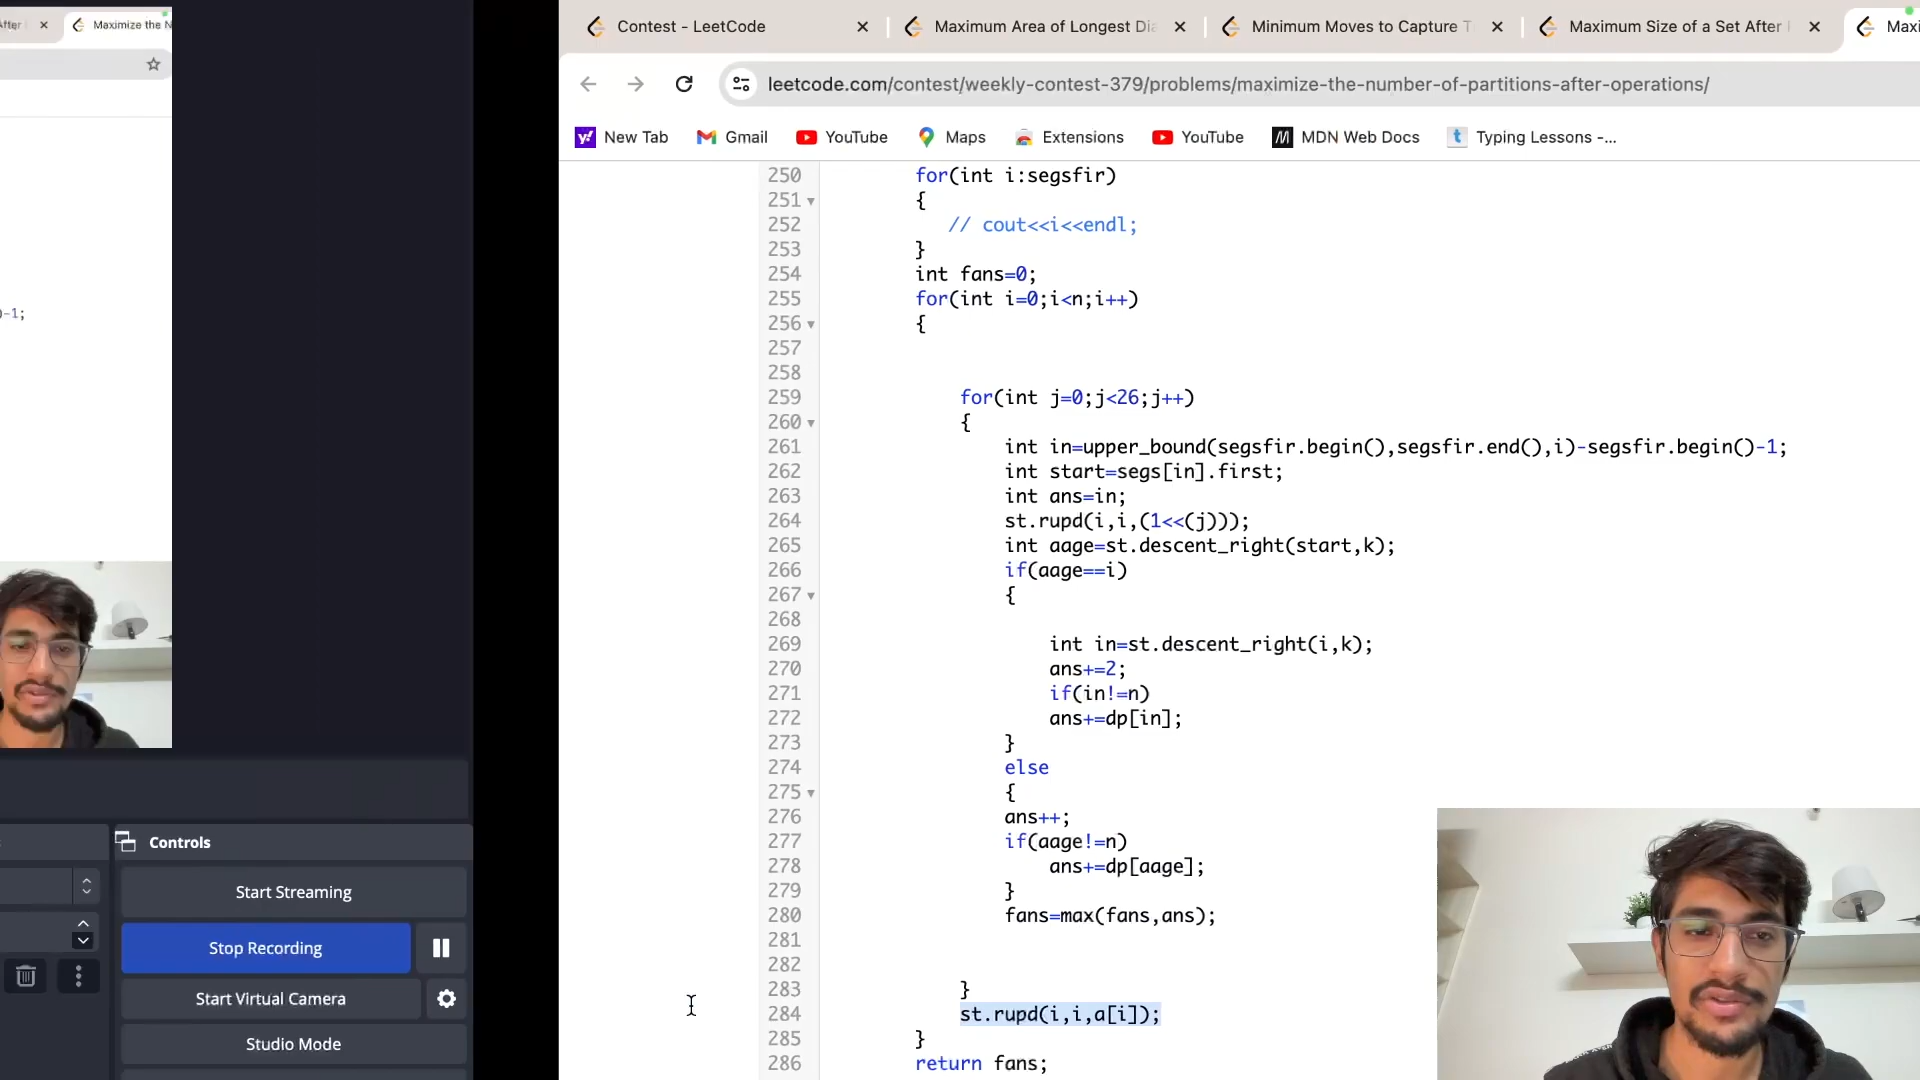 Maximize the N
After
Contest - LeetCode
Maximum Area of Longest Dia
Minimum Moves to Capture T
Maximum Size of a Set After
Maxi
leetcode.com/contest/weekly-contest-379/problems/maximize-the-number-of-partitions-after-operations/
New Tab
Gmail
YouTube
Maps
Extensions
YouTube
MDN Web Docs
Typing Lessons -...
-1;
250 for(int i:segsfir)
251 {
252 // cout<<i<<endl;
253 }
254 int fans=0;
255 for(int i=0;i<n;i++)
256 {
257
258
259 for(int j=0;j<26;j++)
260 {
261 int in=upper_bound(segsfir.begin(),segsfir.end(),i)-segsfir.begin()-1;
262 int start=segs[in].first;
263 int ans=in;
264 st.rupd(i,i,(1<<(j)));
265 int aage=st.descent_right(start,k);
266 if(aage==i)
267 {
268
269 int in=st.descent_right(i,k);
270 ans+=2;
271 if(in!=n)
272 ans+=dp[in];
273 }
274 else
275 {
276 ans++;
277 if(aage!=n)
278 ans+=dp[aage];
279 }
280 fans=max(fans,ans);
281
282
283 }
284 st.rupd(i,i,a[i]);
285 }
286 return fans;
Controls
Start Streaming
Stop Recording
Start Virtual Camera
Studio Mode